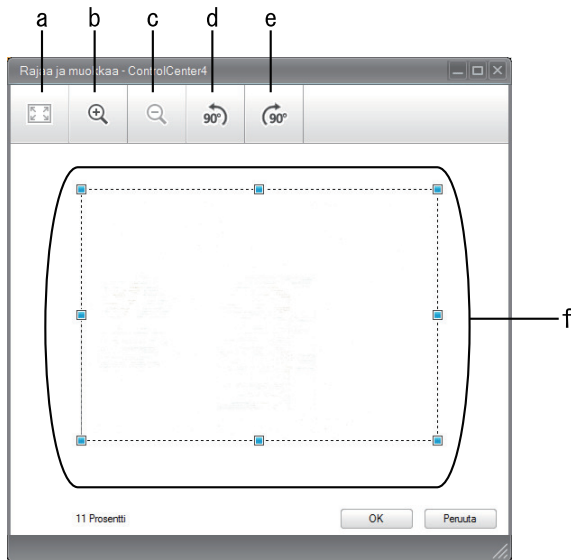 a b c d e
Rajaa ja muokkaa - ControlCenter4
90° 90°
f
11 Prosentti OK Peruuta